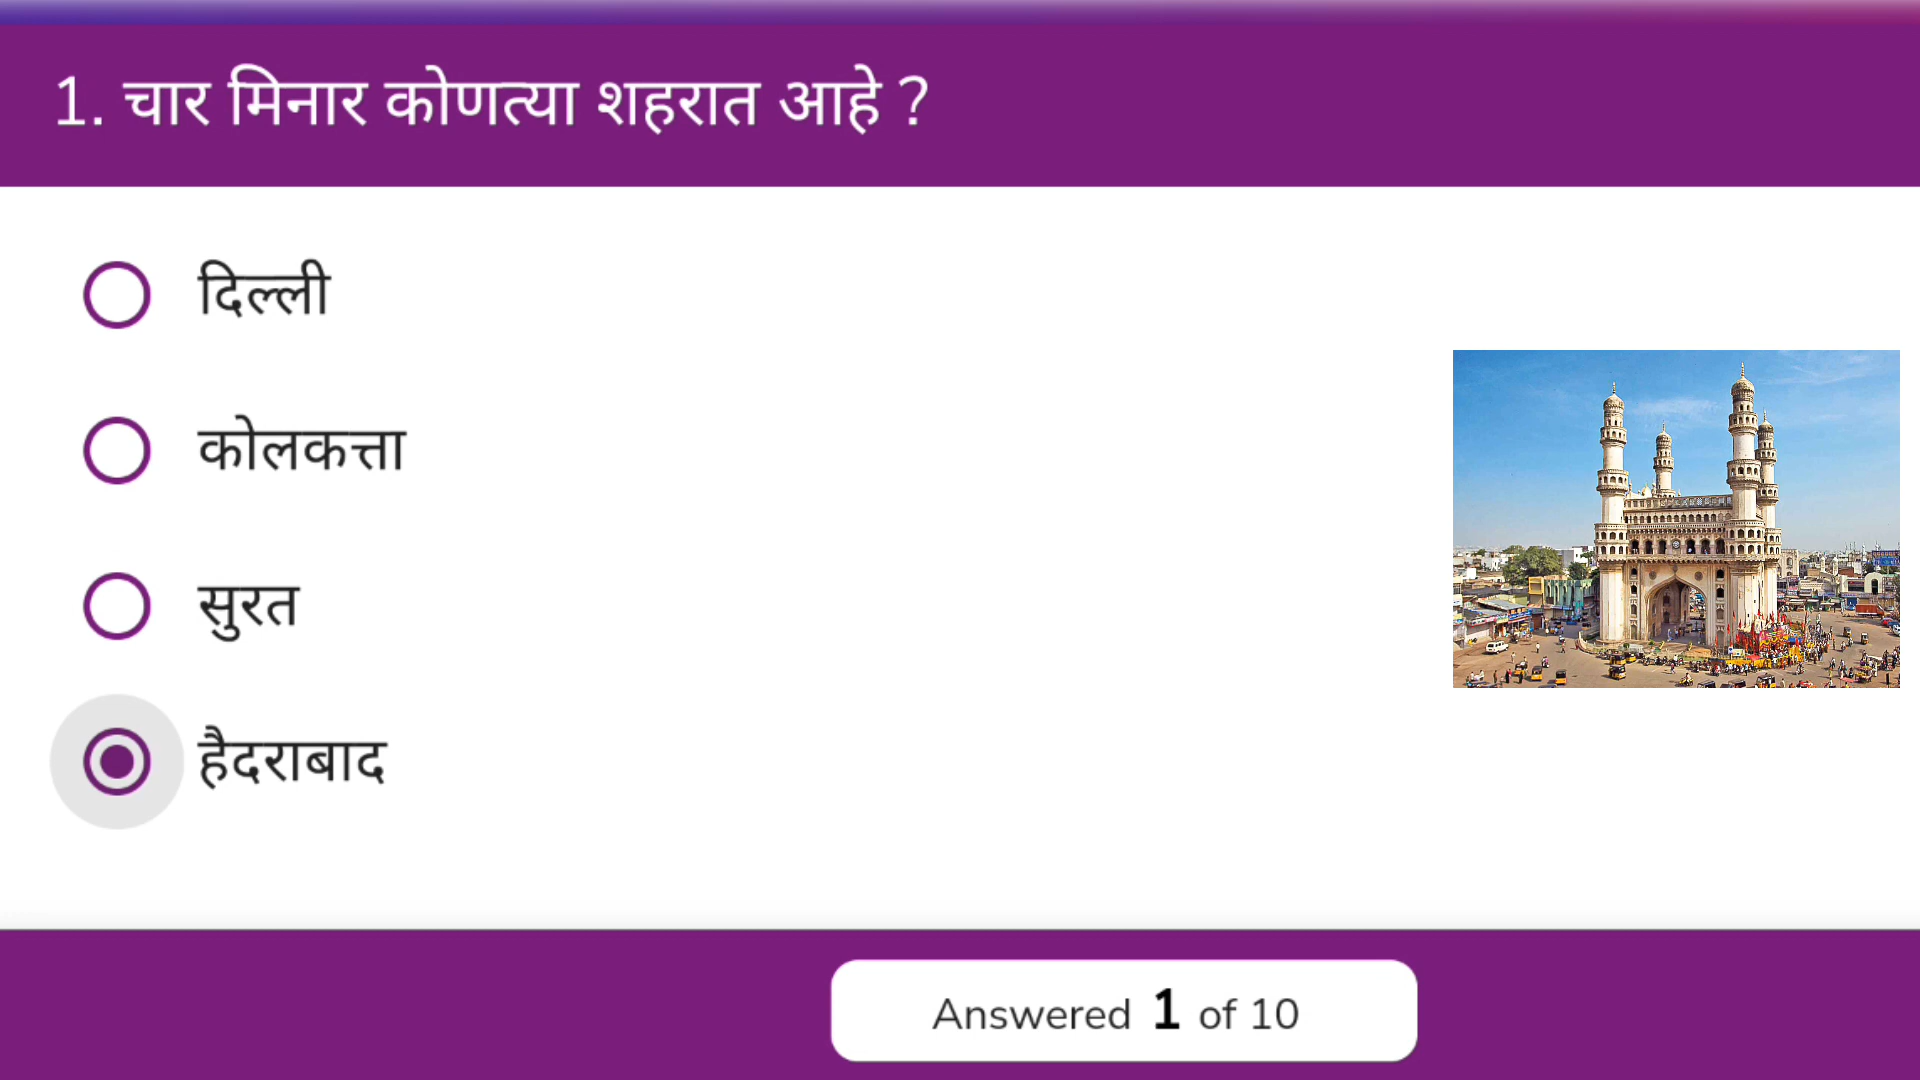 1. चार मिनार कोणत्या शहरात आहे ?
दिल्ली
कोलकत्ता
सुरत
हैदराबाद
Answered 1 of 10